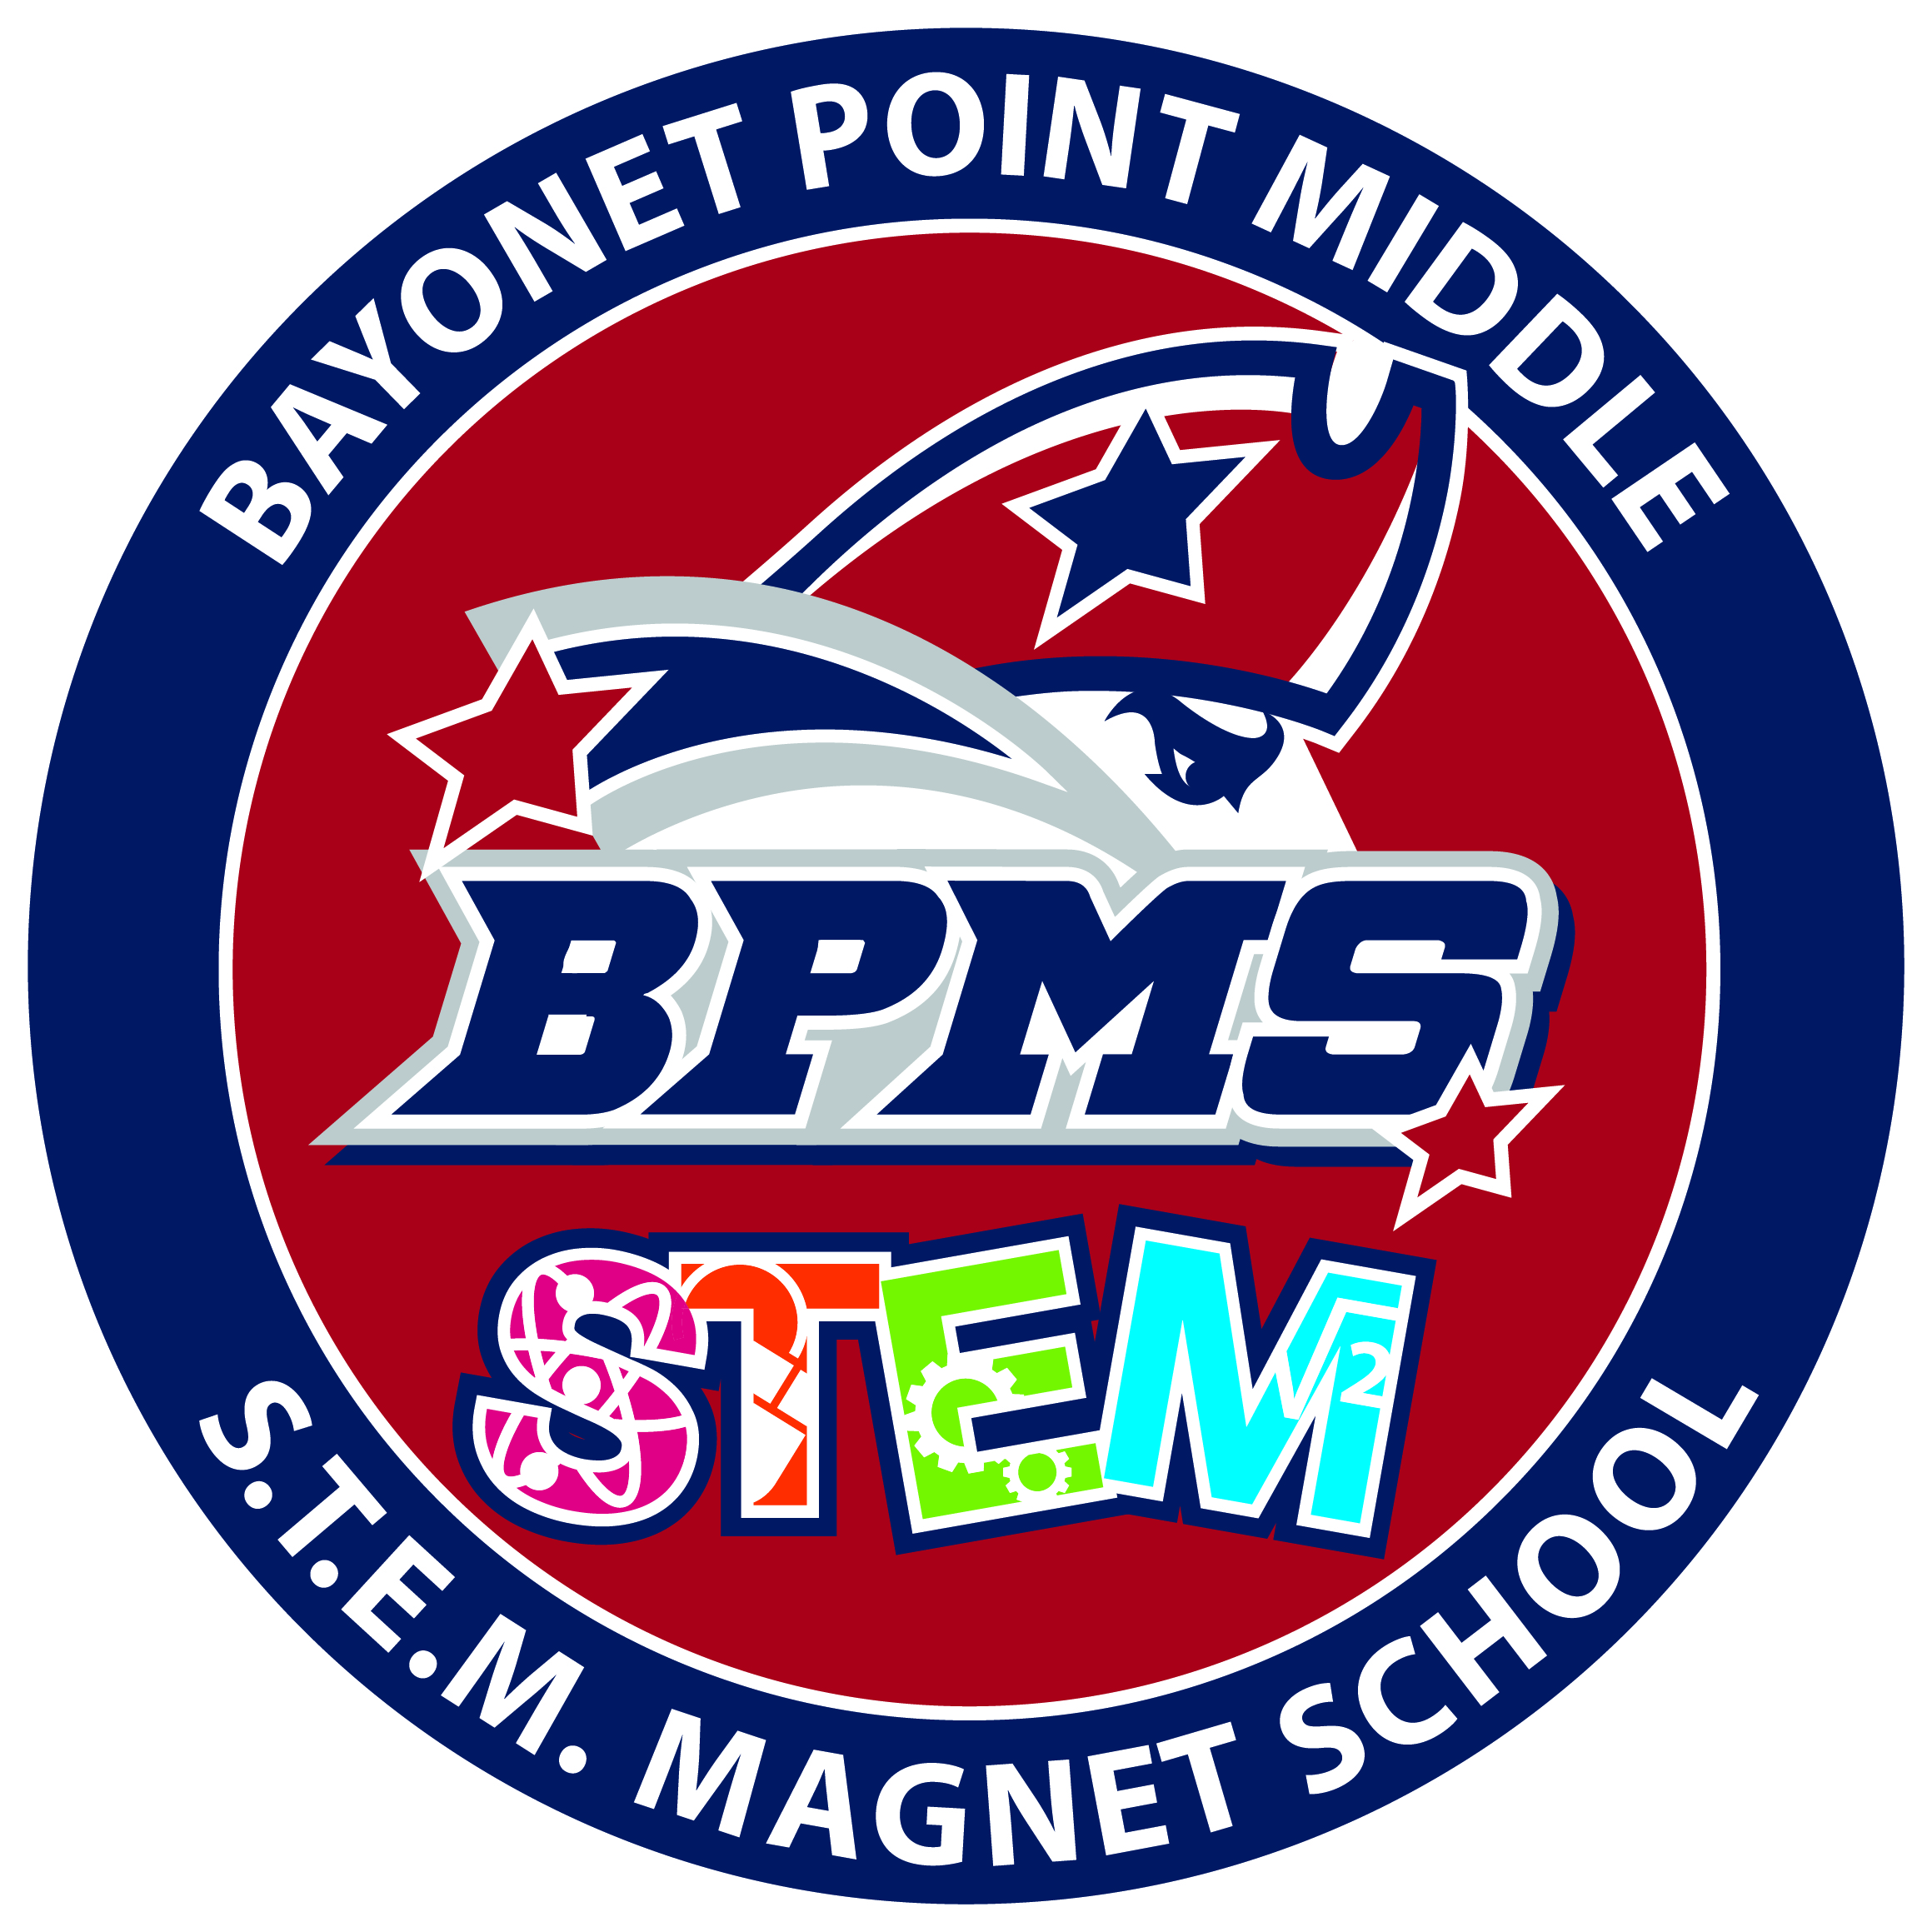 BAYONET POINT MIDDLE
BPMS
STEM
S.T.E.M. MAGNET SCHOOL